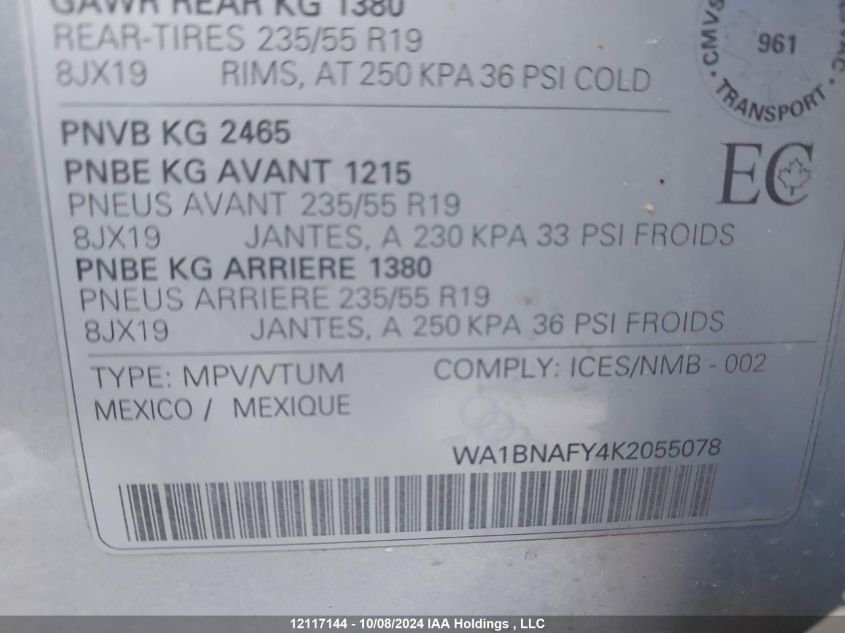 GAWR REAR KG 1380
REAR-TIRES 235/55 R19
8JX19 RIMS, AT 250 KPA 36 PSI COLD
961
TRANSPORT
PNVB KG 2465
PNBE KG AVANT 1215
PNEUS AVANT 235/55 R19
8JX19 JANTES, A 230 KPA 33 PSI FROIDS
EC
PNBE KG ARRIERE 1380
PNEUS ARRIERE 235/55 R19
8JX19 JANTES, A 250 KPA 36 PSI FROIDS
TYPE: MPV/VTUM COMPLY: ICES/NMB - 002
MEXICO / MEXIQUE
WA1BNAFY4K2055078
12117144 - 10/08/2024 IAA Holdings , LLC